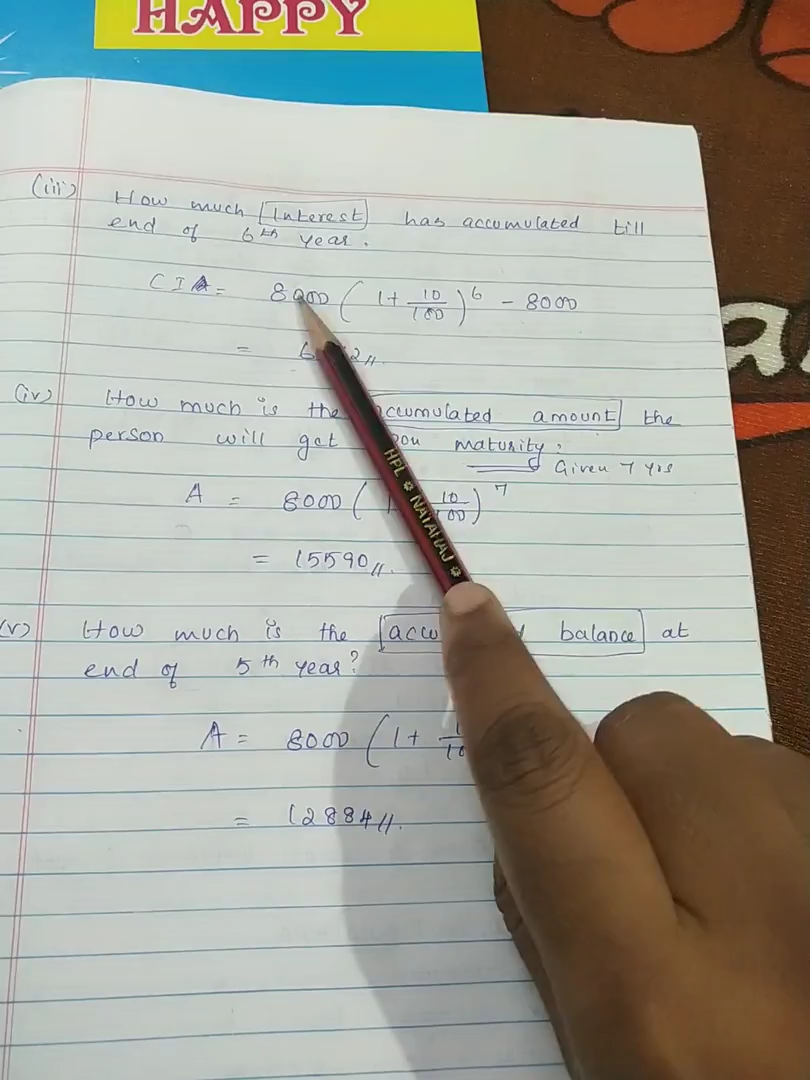 HAPPY
(iii) How much Interest has accumulated till
end of 6th year.
CI = 8000 (1 + 10/100)^6 - 8000
=
(iv) How much is the accumulated amount the
person will get maturity.
Given 7 yrs
A = 8000 ( 10/100)^7
= 15590//.
(v) How much is the balance at
end of 5th year?
A = 8000 (1 +
= 12884//.
HPL NATARAJ